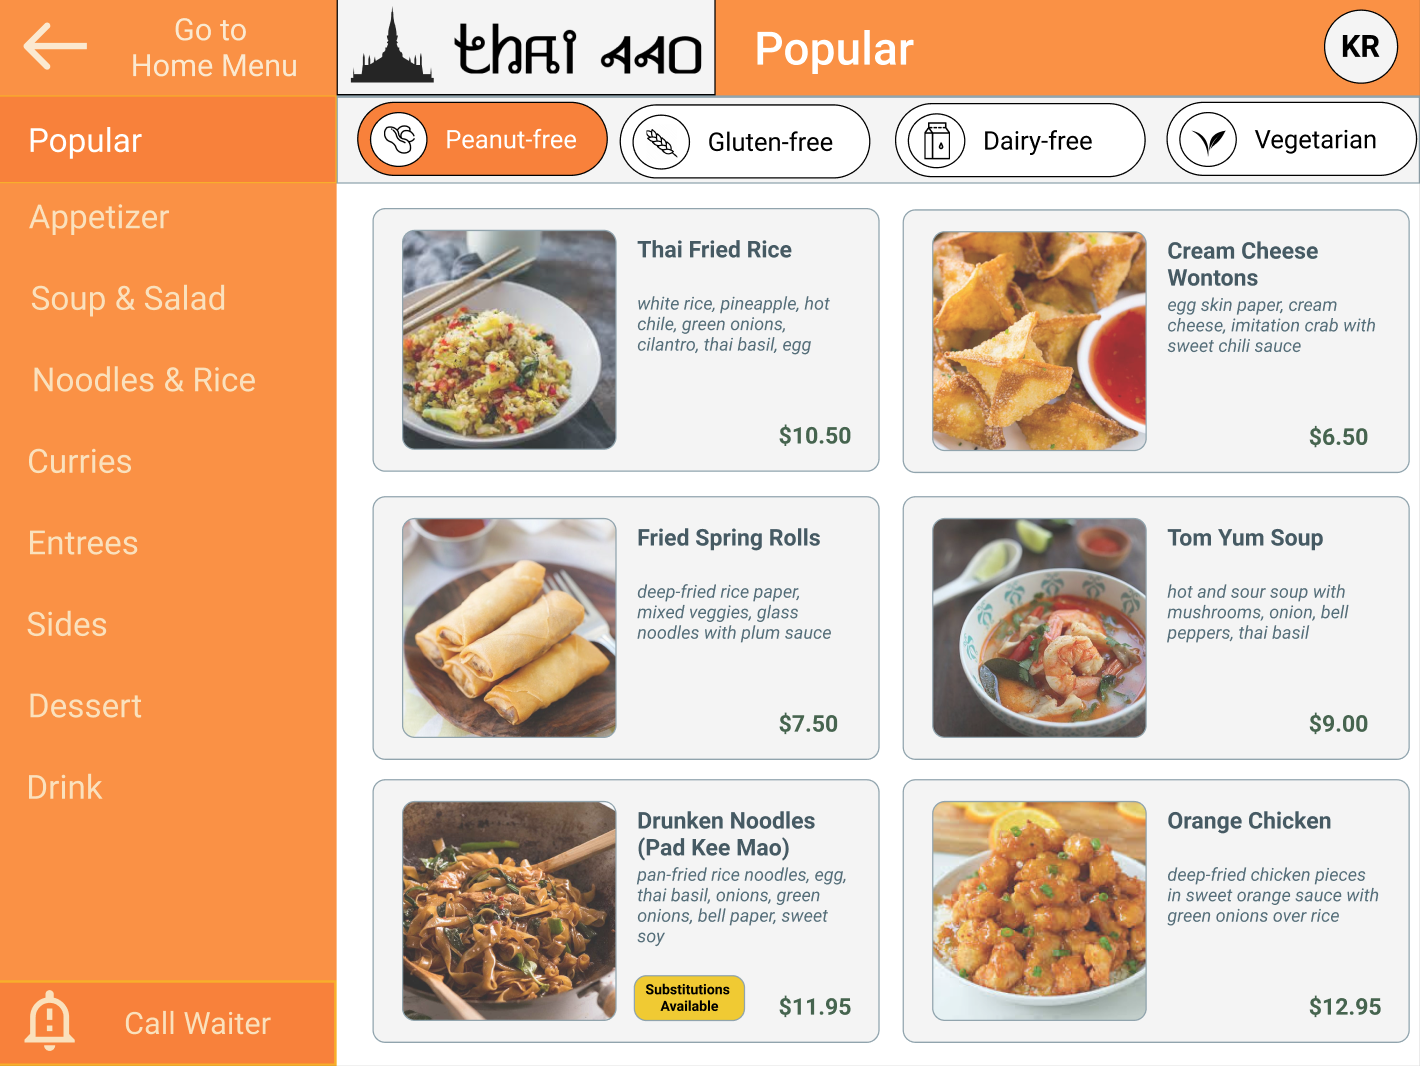 Go to
Home Menu
thai aao
Popular
KR
Popular
Appetizer
Soup & Salad
Noodles & Rice
Curries
Entrees
Sides
Dessert
Drink
Call Waiter
Peanut-free
Gluten-free
Dairy-free
Vegetarian
Thai Fried Rice
white rice, pineapple, hot
chile, green onions,
cilantro, thai basil, egg
$10.50
Cream Cheese
Wontons
egg skin paper, cream
cheese, imitation crab with
sweet chili sauce
$6.50
Fried Spring Rolls
deep-fried rice paper,
mixed veggies, glass
noodles with plum sauce
$7.50
Tom Yum Soup
hot and sour soup with
mushrooms, onion, bell
peppers, thai basil
$9.00
Drunken Noodles
(Pad Kee Mao)
pan-fried rice noodles, egg,
thai basil, onions, green
onions, bell paper, sweet
soy
Substitutions
Available
$11.95
Orange Chicken
deep-fried chicken pieces
in sweet orange sauce with
green onions over rice
$12.95